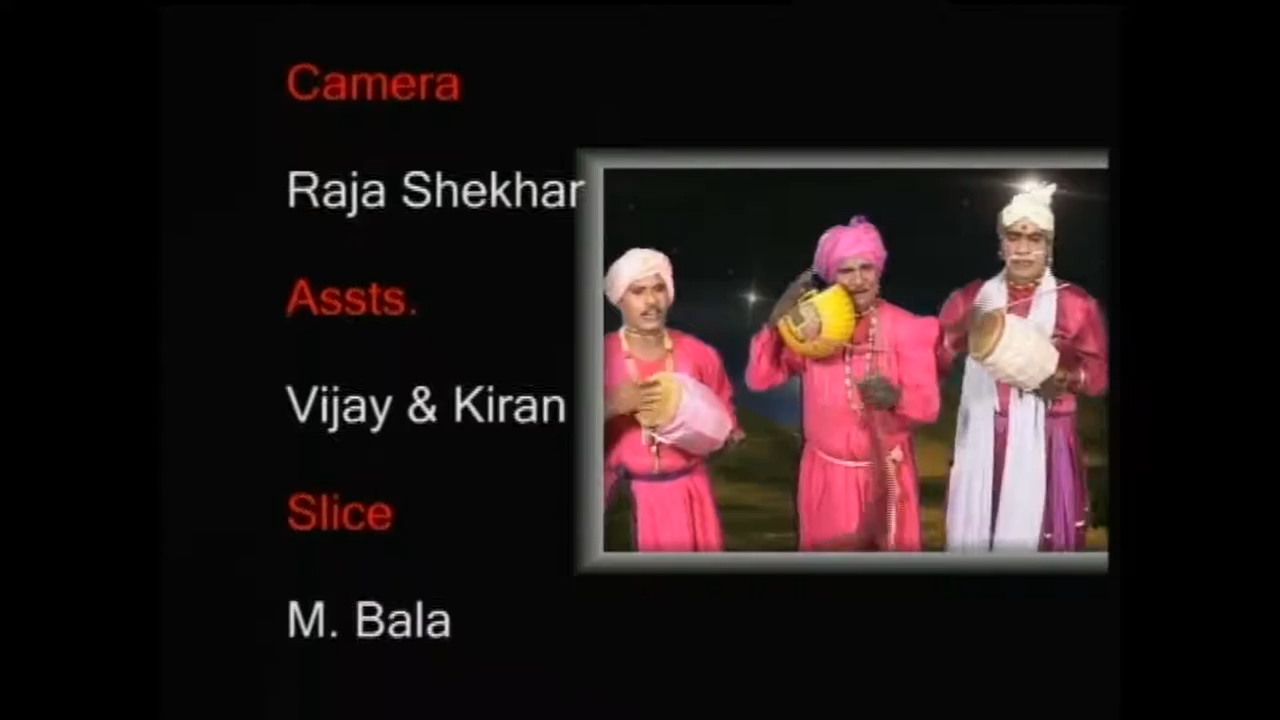 Camera
Raja Shekhar
Assts.
Vijay & Kiran
Slice
M. Bala